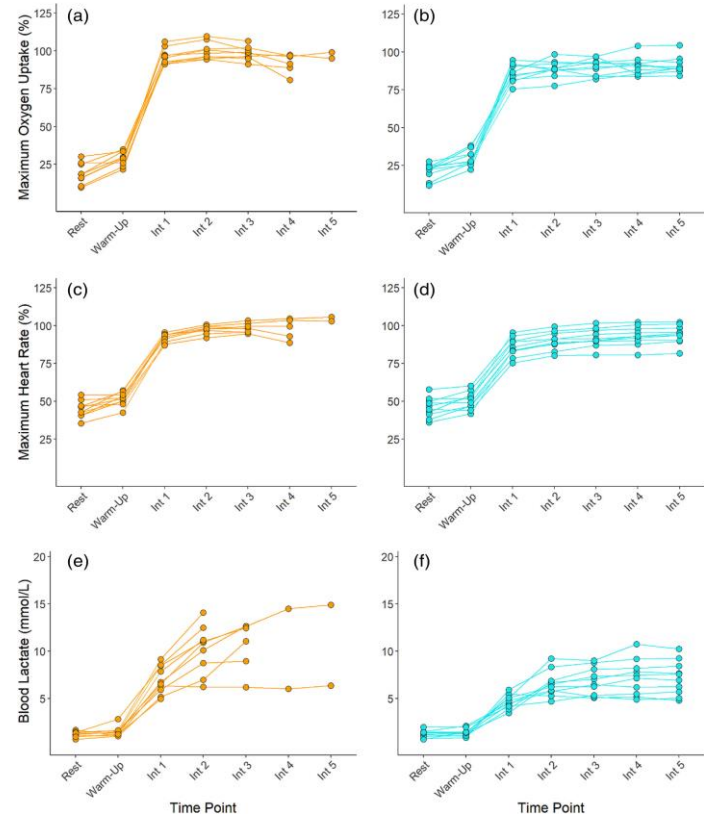 (a)
(b)
Maximum Oxygen Uptake (%)
125
100
75
50
25
125
100
75
50
25
Rest
Warm-Up
Int 1
Int 2
Int 3
Int 4
Int 5
Rest
Warm-Up
Int 1
Int 2
Int 3
Int 4
Int 5
(c)
(d)
Maximum Heart Rate (%)
125
100
75
50
25
125
100
75
50
25
Rest
Warm-Up
Int 1
Int 2
Int 3
Int 4
Int 5
Rest
Warm-Up
Int 1
Int 2
Int 3
Int 4
Int 5
(e)
(f)
Blood Lactate (mmol/L)
20
15
10
5
20
15
10
5
Rest
Warm-Up
Int 1
Int 2
Int 3
Int 4
Int 5
Rest
Warm-Up
Int 1
Int 2
Int 3
Int 4
Int 5
Time Point
Time Point